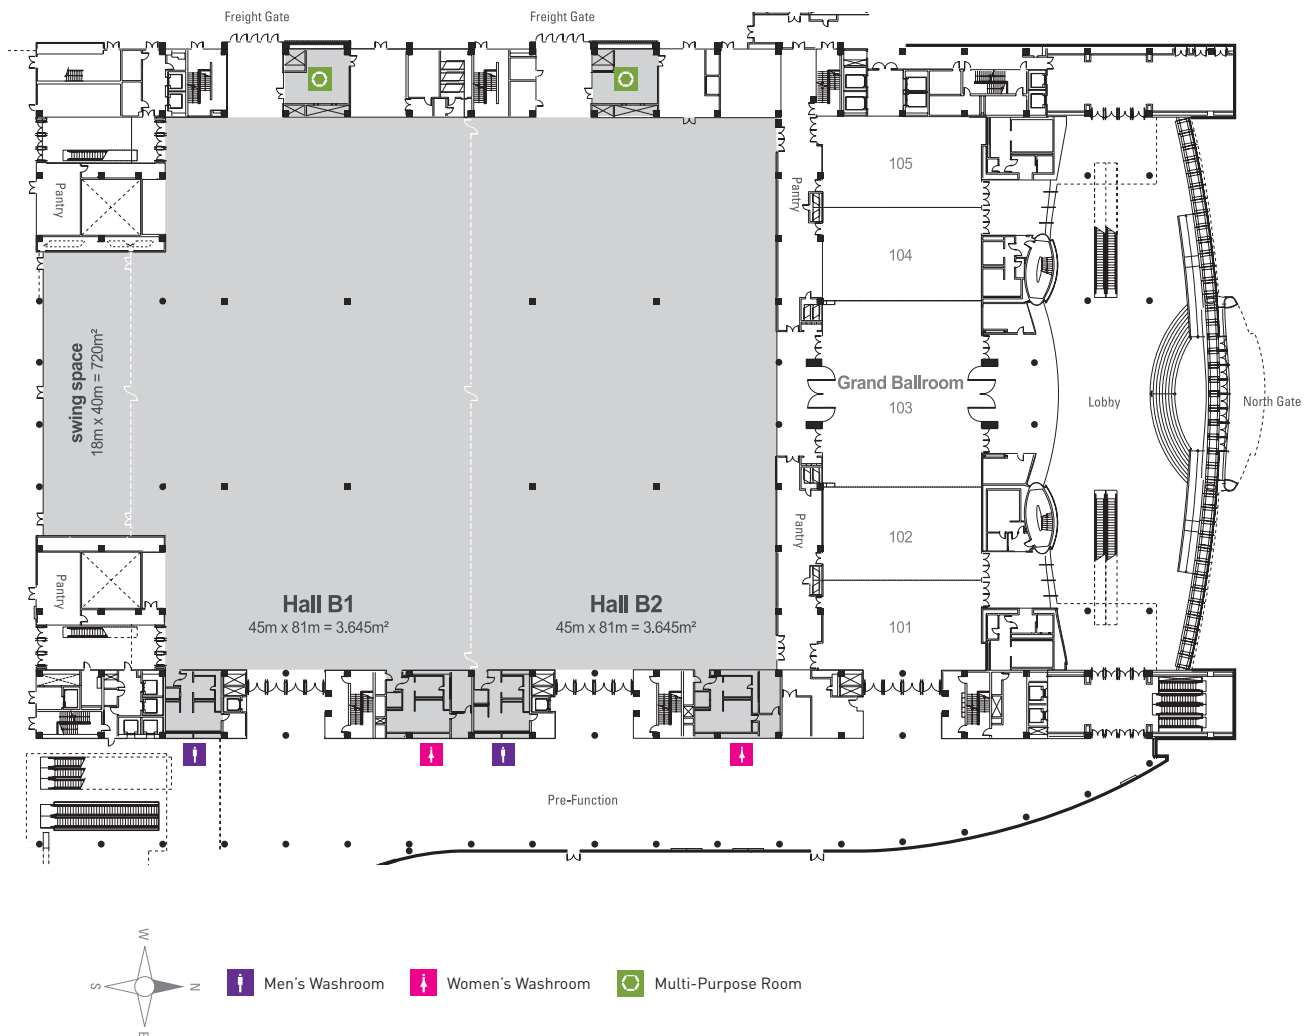 Freight Gate
Freight Gate
Pantry
Pantry
105
104
swing space
18m x 40m = 720m²
Grand Ballroom
103
Lobby
North Gate
Pantry
102
Pantry
Hall B1
45m x 81m = 3.645m²
Hall B2
45m x 81m = 3.645m²
101
Pre-Function
W
S
N
E
Men's Washroom
Women's Washroom
Multi-Purpose Room